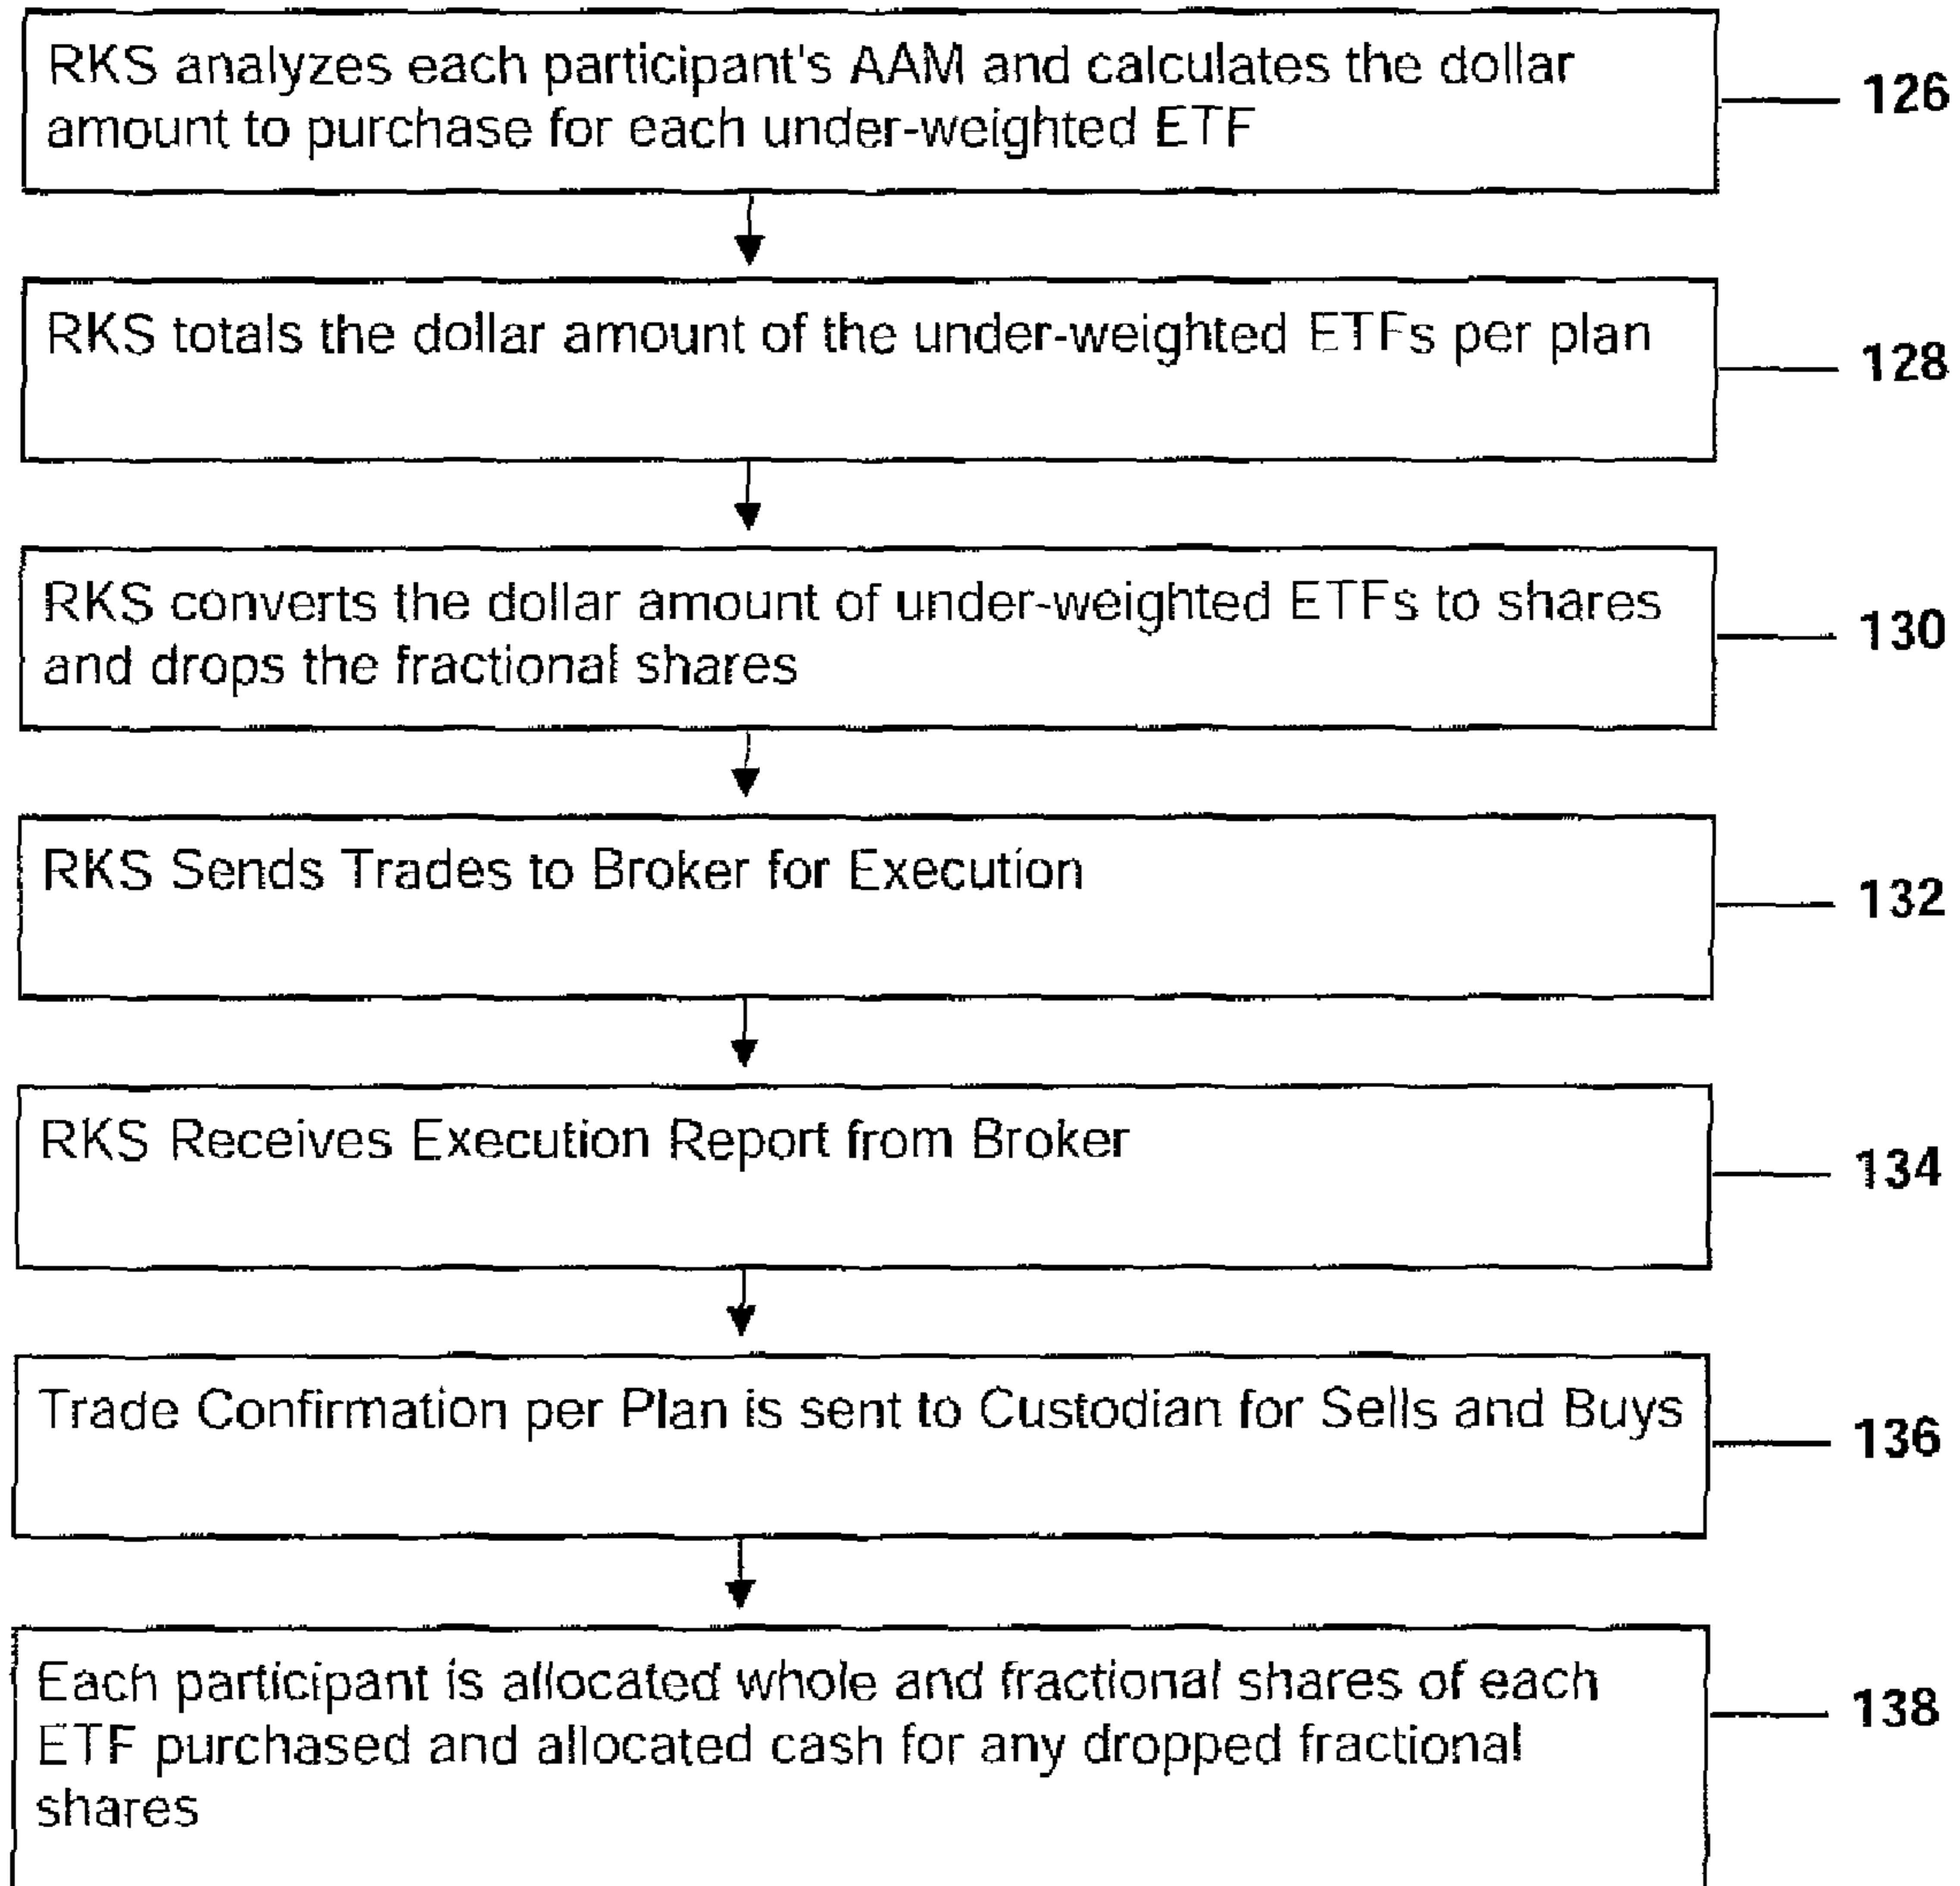 RKS analyzes each participant's AAM and calculates the dollar
amount to purchase for each under-weighted ETF
126
RKS totals the dollar amount of the under-weighted ETFs per plan
128
RKS converts the dollar amount of under-weighted ETFs to shares
and drops the fractional shares
130
RKS Sends Trades to Broker for Execution
132
RKS Receives Execution Report from Broker
134
Trade Confirmation per Plan is sent to Custodian for Sells and Buys
136
Each participant is allocated whole and fractional shares of each
ETF purchased and allocated cash for any dropped fractional
shares
138